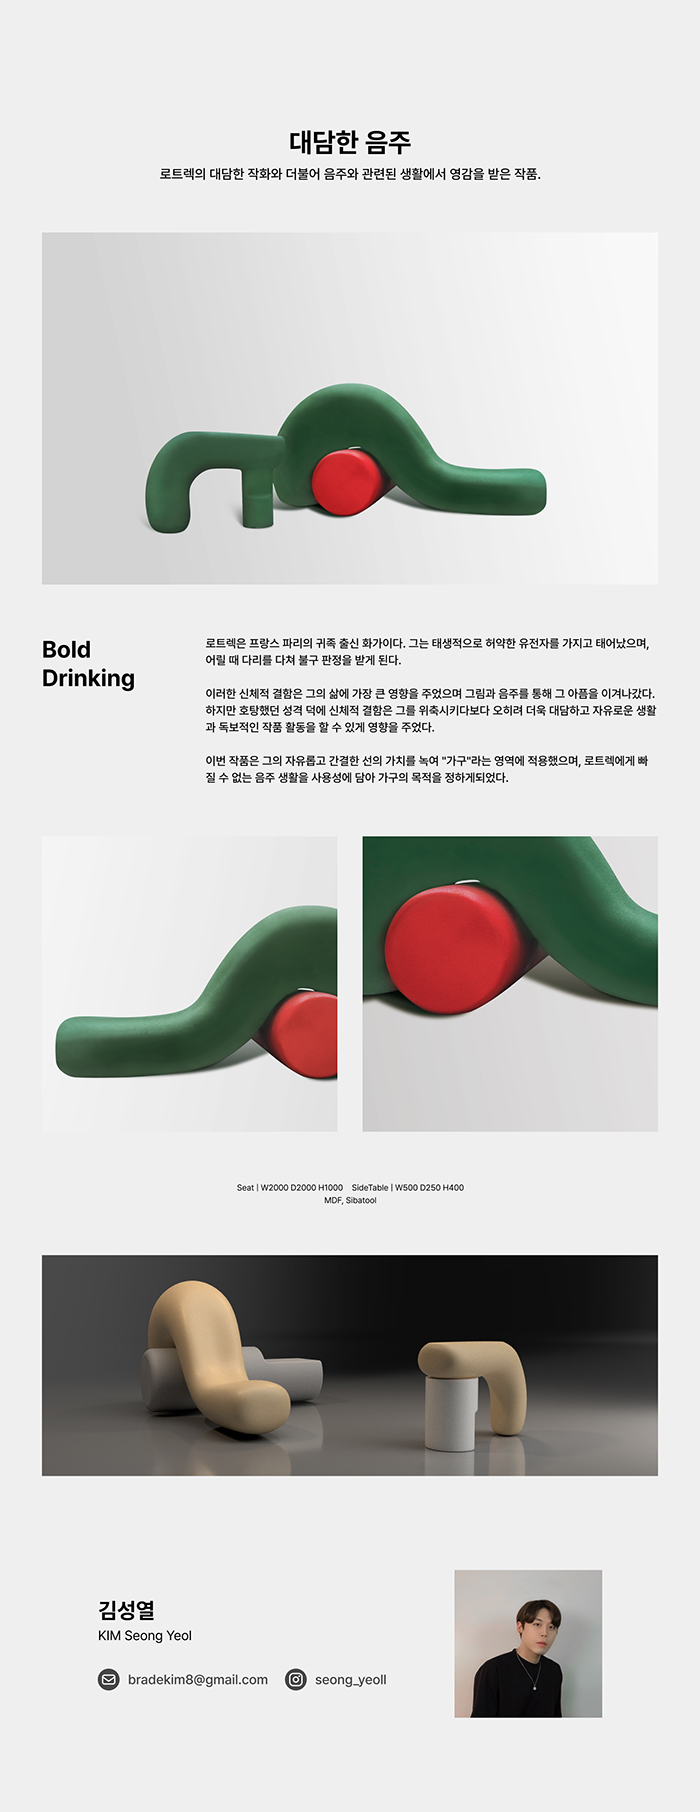 대담한 음주
로트렉의 대담한 작화와 더불어 음주와 관련된 생활에서 영감을 받은 작품.
Bold
Drinking
로트렉은 프랑스 파리의 귀족 출신 화가이다. 그는 태생적으로 허약한 유전자를 가지고 태어났으며,
어릴 때 다리를 다쳐 불구 판정을 받게 된다.
이러한 신체적 결함은 그의 삶에 가장 큰 영향을 주었으며 그림과 음주를 통해 그 아픔을 이겨나갔다.
하지만 호탕했던 성격 덕에 신체적 결함은 그를 위축시키다보다 오히려 더욱 대담하고 자유로운 생활
과 독보적인 작품 활동을 할 수 있게 영향을 주었다.
이번 작품은 그의 자유롭고 간결한 선의 가치를 녹여 "가구"라는 영역에 적용했으며, 로트렉에게 빠
질 수 없는 음주 생활을 사용성에 담아 가구의 목적을 정하게되었다.
Seat | W2000 D2000 H1000 SideTable | W500 D250 H400
MDF, Sibatool
김성열
KIM Seong Yeol
bradekim8@gmail.com seong_yeoll